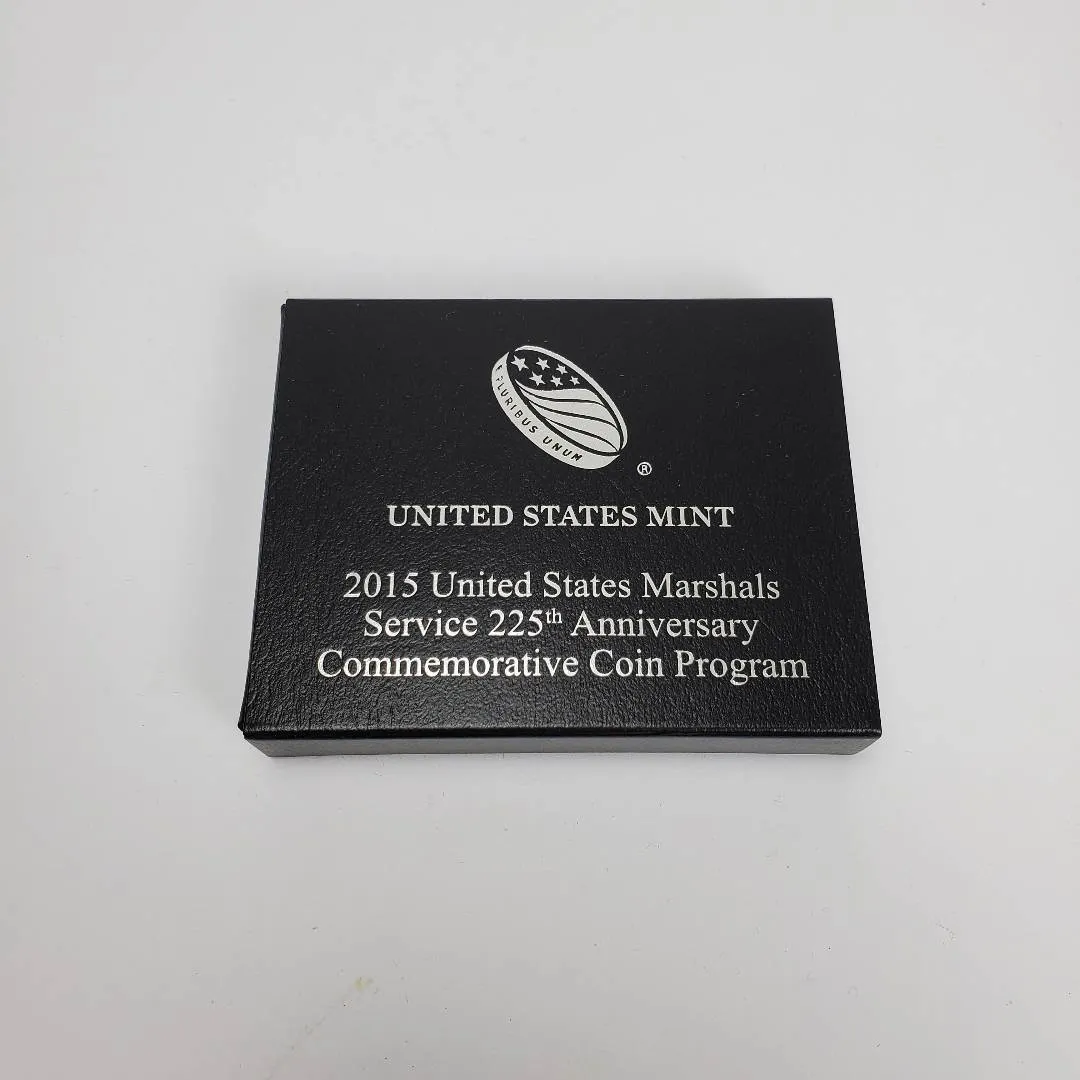 E PLURIBUS UNUM
®
UNITED STATES MINT
2015 United States Marshals
Service 225th Anniversary
Commemorative Coin Program